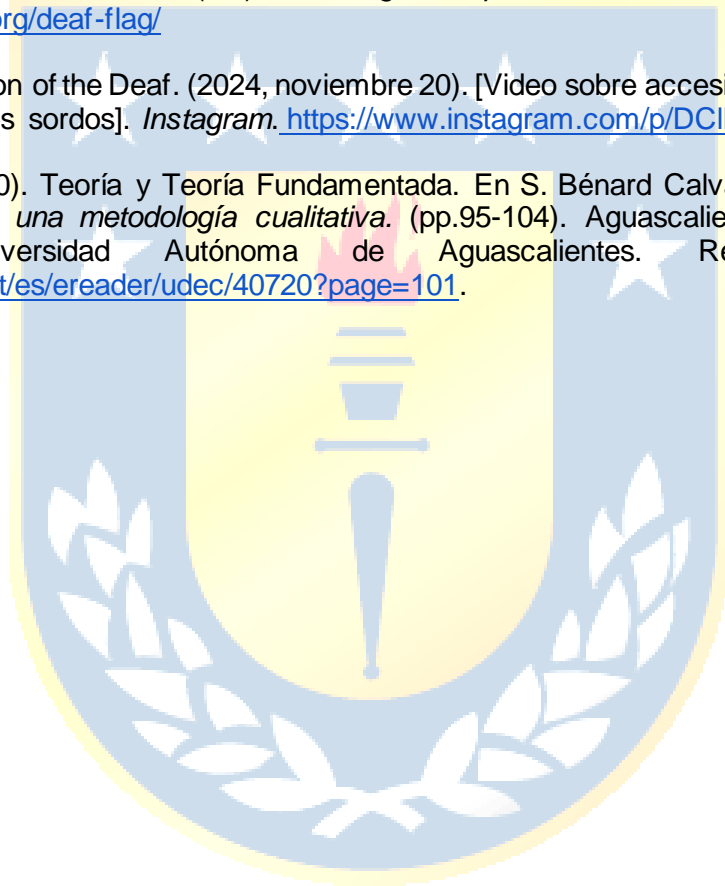 org/deaf-flag/
on of the Deaf. (2024, noviembre 20). [Video sobre accesi
s sordos]. Instagram. https://www.instagram.com/p/DCl
0). Teoría y Teoría Fundamentada. En S. Bénard Calva
una metodología cualitativa. (pp.95-104). Aguascalie
versidad Autónoma de Aguascalientes. Re
t/es/ereader/udec/40720?page=101.